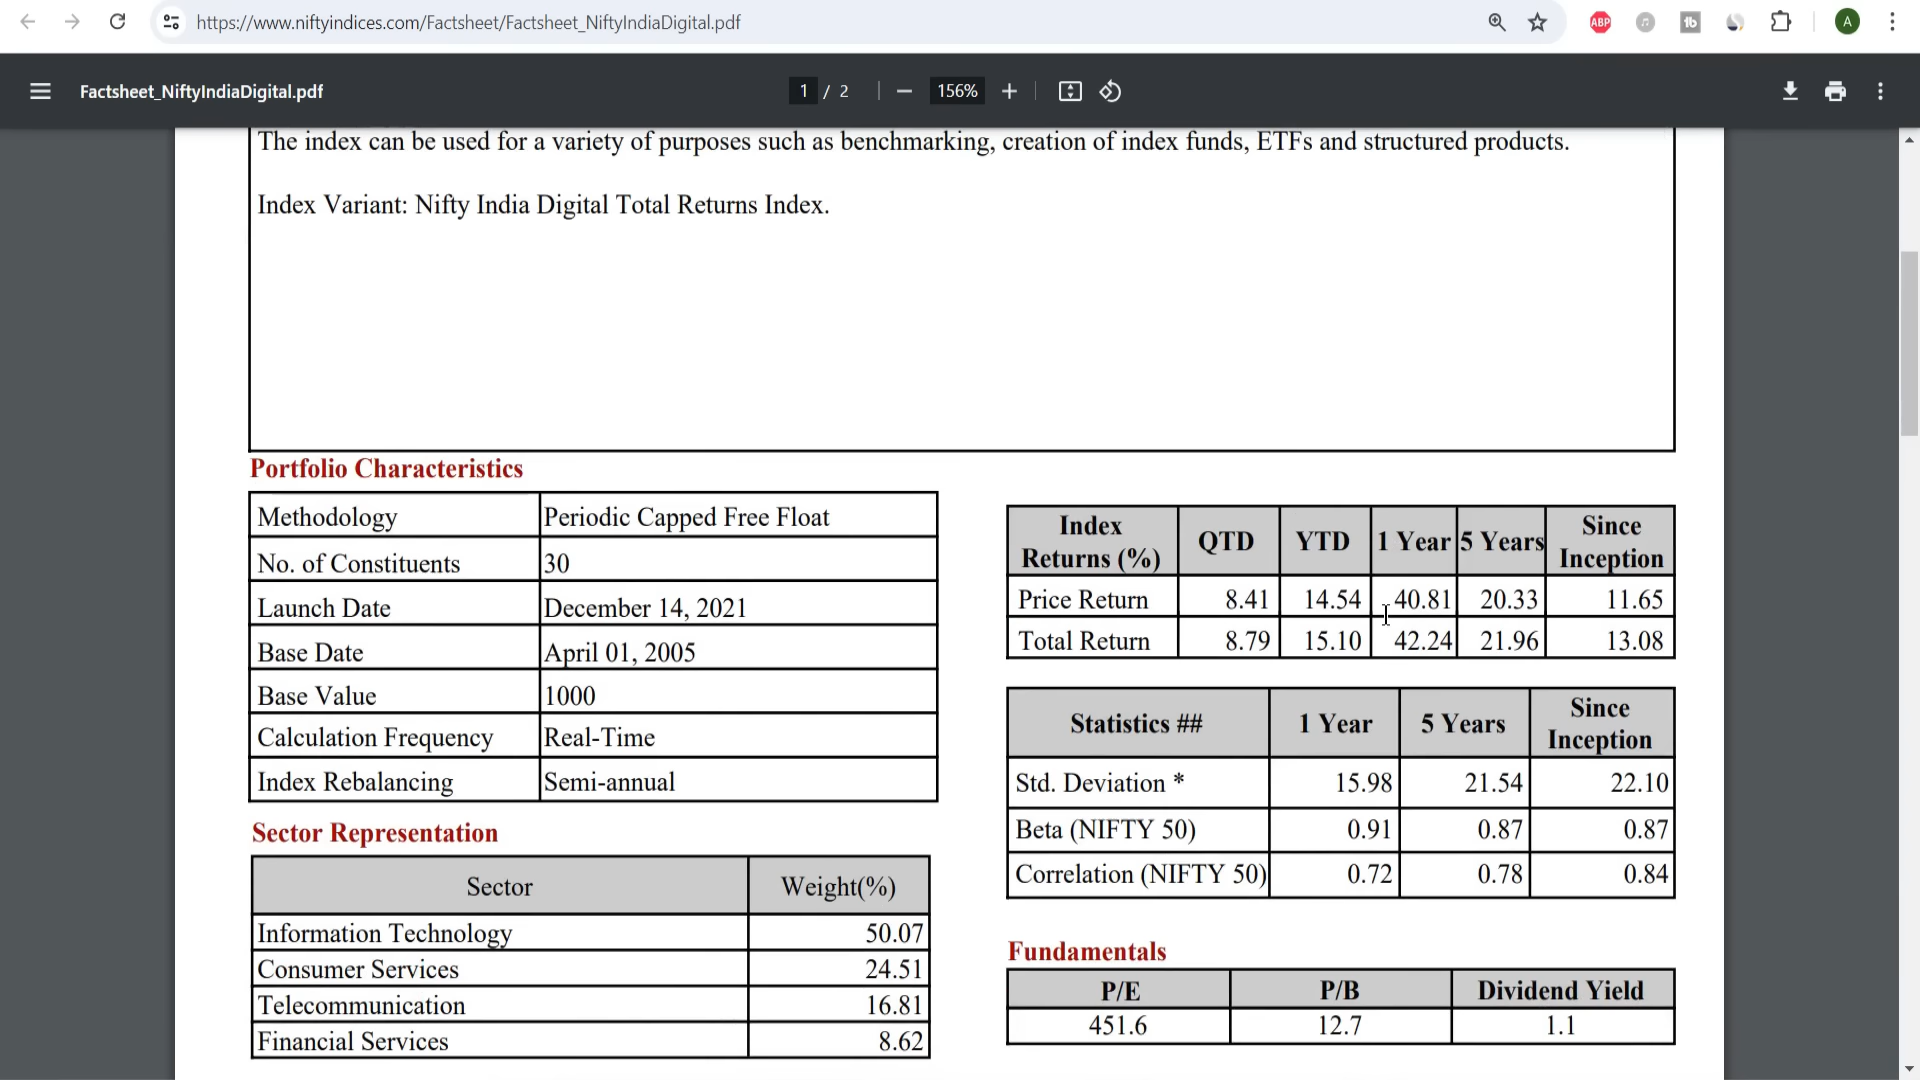 https://www.niftyindices.com/Factsheet/Factsheet_NiftyIndiaDigital.pdf
ABP
tb
A
Factsheet_NiftyIndiaDigital.pdf
1 / 2
156%
The index can be used for a variety of purposes such as benchmarking, creation of index funds, ETFs and structured products.
Index Variant: Nifty India Digital Total Returns Index.
Portfolio Characteristics
Methodology Periodic Capped Free Float
No. of Constituents 30
Launch Date December 14, 2021
Base Date April 01, 2005
Base Value 1000
Calculation Frequency Real-Time
Index Rebalancing Semi-annual
Sector Representation
Sector Weight(%)
Information Technology 50.07
Consumer Services 24.51
Telecommunication 16.81
Financial Services 8.62
Index Returns (%) QTD YTD 1 Year 5 Years Since Inception
Price Return 8.41 14.54 40.81 20.33 11.65
Total Return 8.79 15.10 42.24 21.96 13.08
Statistics ## 1 Year 5 Years Since Inception
Std. Deviation * 15.98 21.54 22.10
Beta (NIFTY 50) 0.91 0.87 0.87
Correlation (NIFTY 50) 0.72 0.78 0.84
Fundamentals
P/E P/B Dividend Yield
451.6 12.7 1.1